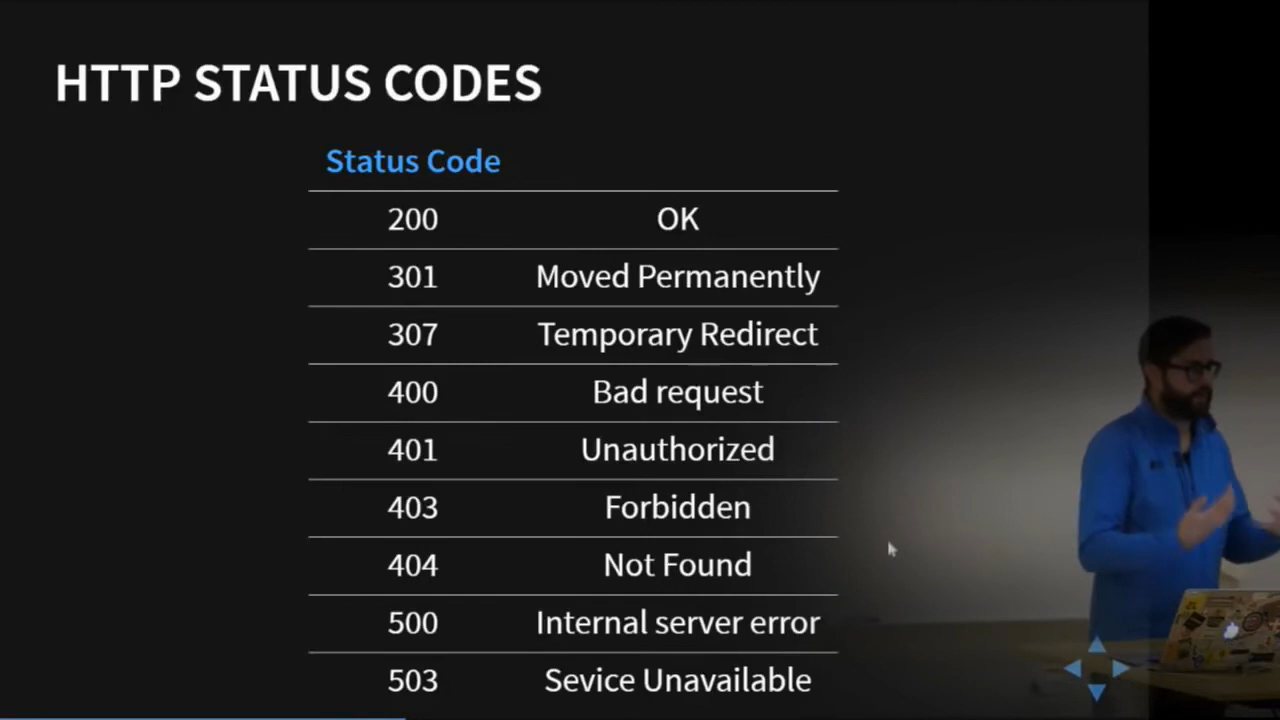 HTTP STATUS CODES
Status Code
200 OK
301 Moved Permanently
307 Temporary Redirect
400 Bad request
401 Unauthorized
403 Forbidden
404 Not Found
500 Internal server error
503 Sevice Unavailable